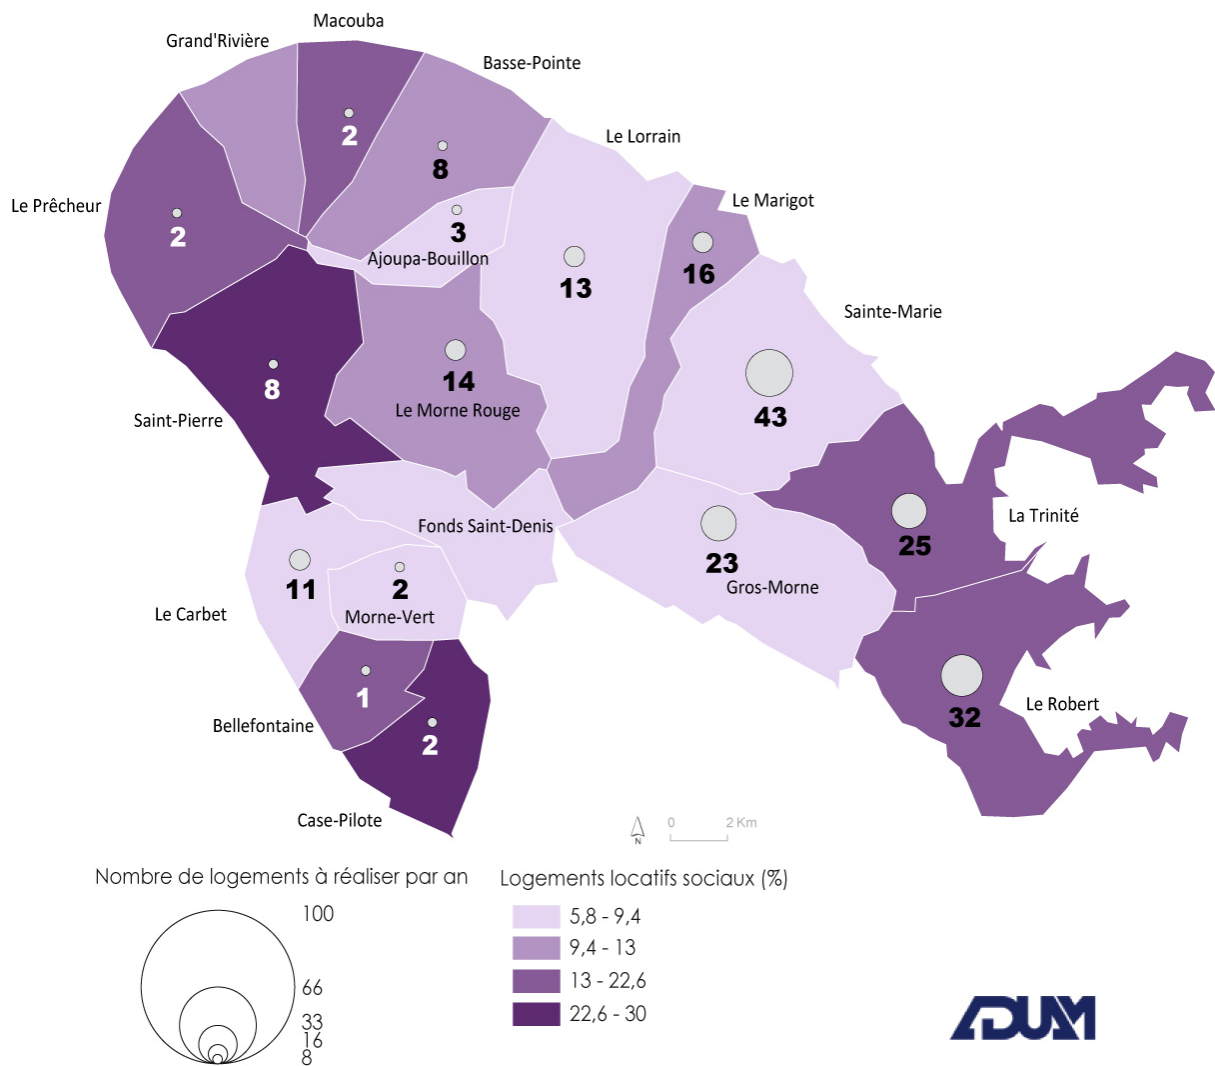 Macouba
Grand'Rivière
Basse-Pointe
2
Le Lorrain
8
Le Prêcheur
Le Marigot
2
3
Ajoupa-Bouillon
16
13
Sainte-Marie
8
14
Le Morne Rouge
Saint-Pierre
43
La Trinité
Fonds Saint-Denis
25
23
Gros-Morne
11
2
Le Carbet
Morne-Vert
1
Le Robert
32
Bellefontaine
2
Case-Pilote
N
0 2 Km
Nombre de logements à réaliser par an
100
66
33
16
8
Logements locatifs sociaux (%)
5,8 - 9,4
9,4 - 13
13 - 22,6
22,6 - 30
ADUAM